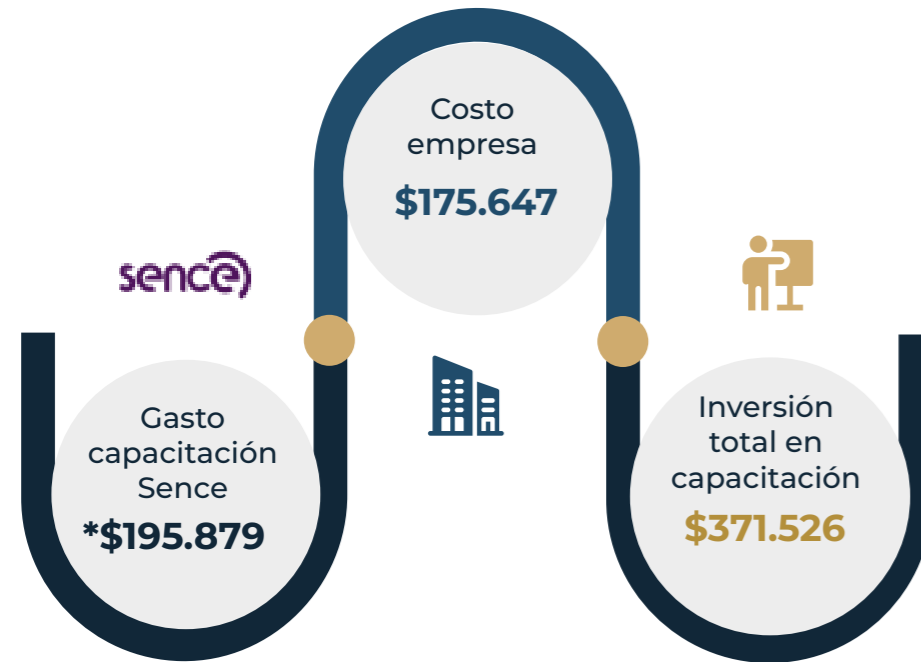 sence
Gasto
capacitación
Sence
*$195.879
Costo
empresa
$175.647
Inversión
total en
capacitación
$371.526